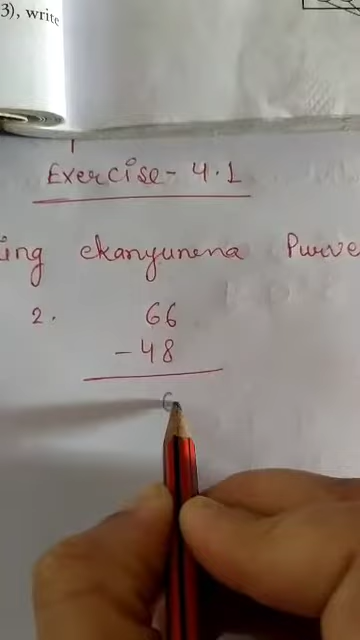 3), write
Exercise - 4.1
ing ekanyunena Purve
2. 66
- 48